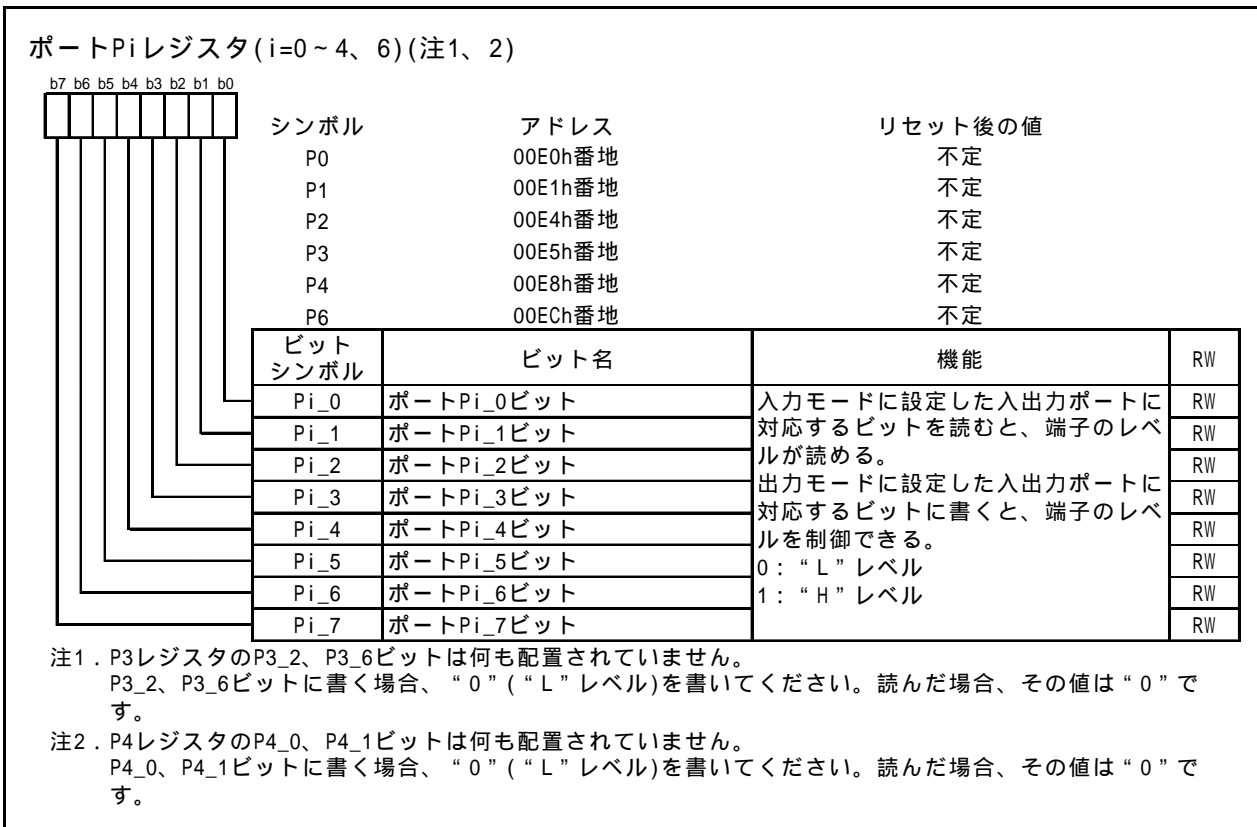 ポートPiレジスタ(i=0～4、6)(注1、2)
b7 b6 b5 b4 b3 b2 b1 b0
シンボル アドレス リセット後の値
P0 00E0h番地 不定
P1 00E1h番地 不定
P2 00E4h番地 不定
P3 00E5h番地 不定
P4 00E8h番地 不定
P6 00ECh番地 不定
ビット
シンボル ビット名 機能 RW
Pi_0 ポートPi_0ビット 入力モードに設定した入出力ポートに RW
Pi_1 ポートPi_1ビット 対応するビットを読むと、端子のレベ RW
Pi_2 ポートPi_2ビット ルが読める。 RW
Pi_3 ポートPi_3ビット 出力モードに設定した入出力ポートに RW
対応するビットに書くと、端子のレベ
Pi_4 ポートPi_4ビット ルを制御できる。 RW
Pi_5 ポートPi_5ビット 0：“L”レベル RW
Pi_6 ポートPi_6ビット 1：“H”レベル RW
Pi_7 ポートPi_7ビット RW
注1．P3レジスタのP3_2、P3_6ビットは何も配置されていません。
P3_2、P3_6ビットに書く場合、“0”(“L”レベル)を書いてください。読んだ場合、その値は“0”で
す。
注2．P4レジスタのP4_0、P4_1ビットは何も配置されていません。
P4_0、P4_1ビットに書く場合、“0”(“L”レベル)を書いてください。読んだ場合、その値は“0”で
す。